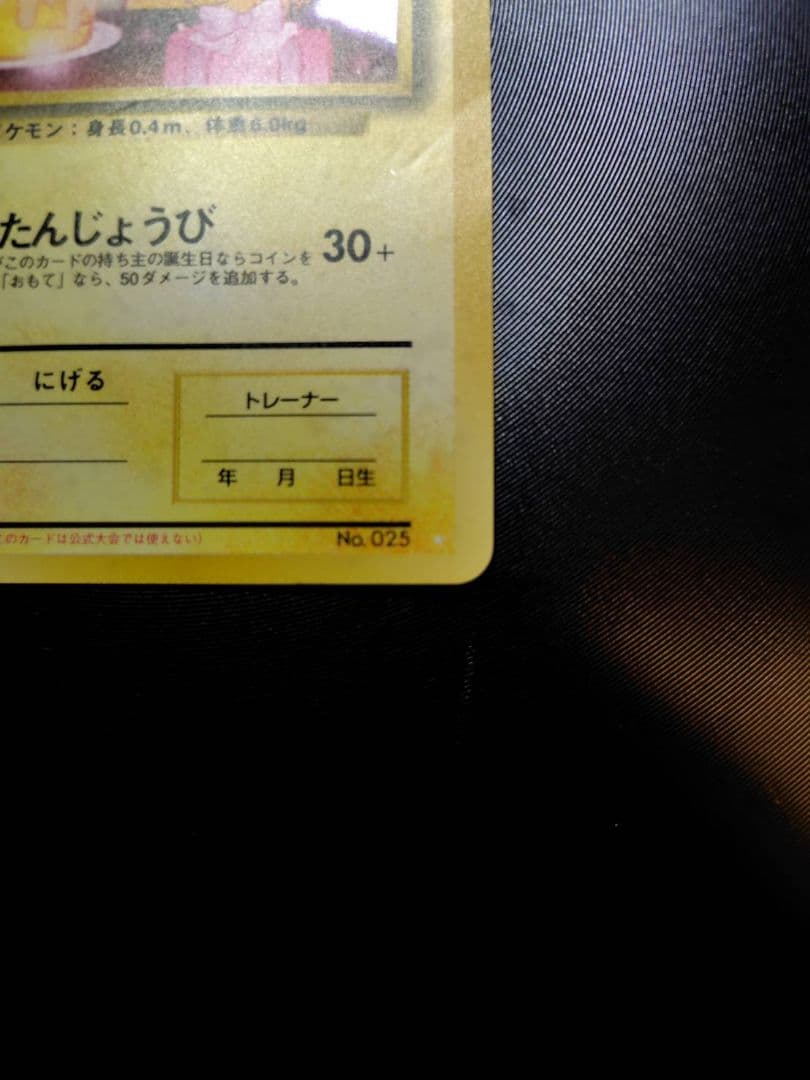 ケモン：身長0.4m、体重6.0kg
たんじょうび
このカードの持ち主の誕生日ならコインを
「おもて」なら、50ダメージを追加する。
30+
にげる
トレーナー
年 月 日生
このカードは公式大会では使えない）
No. 025